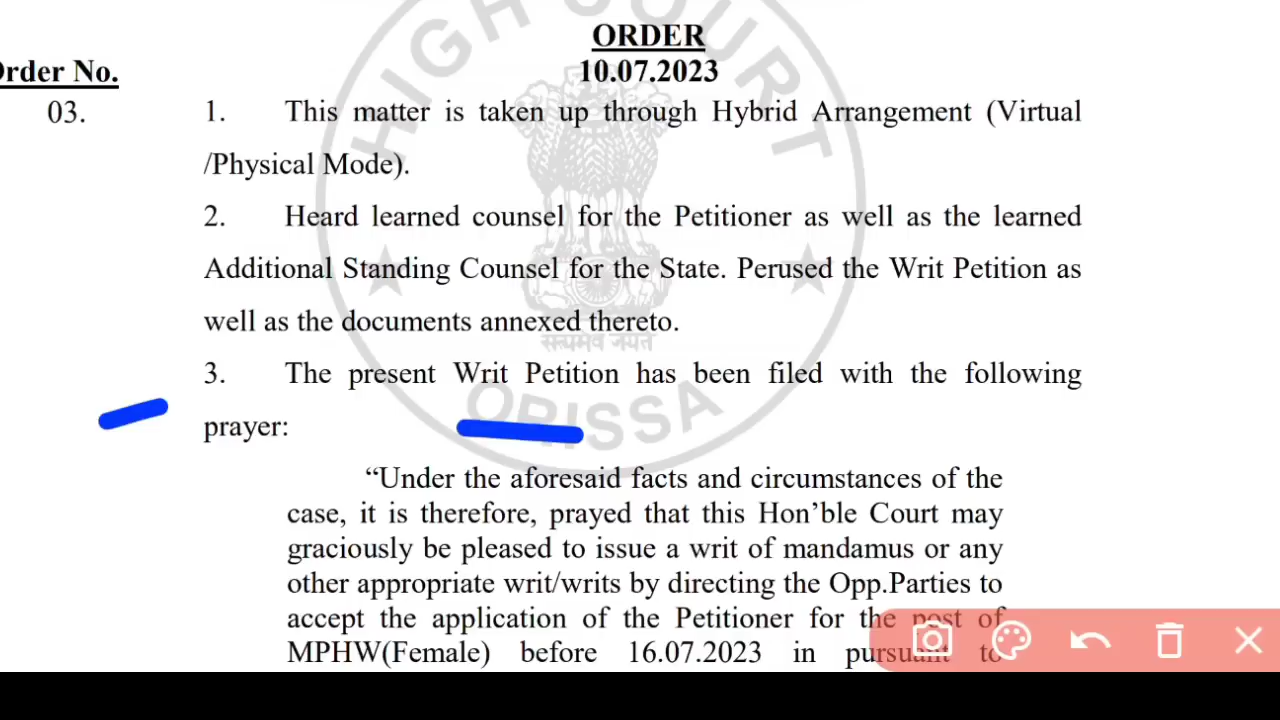 ORDER
10.07.2023
Order No.
03.
1. This matter is taken up through Hybrid Arrangement (Virtual
/Physical Mode).
2. Heard learned counsel for the Petitioner as well as the learned
Additional Standing Counsel for the State. Perused the Writ Petition as
well as the documents annexed thereto.
3. The present Writ Petition has been filed with the following
prayer:
“Under the aforesaid facts and circumstances of the
case, it is therefore, prayed that this Hon’ble Court may
graciously be pleased to issue a writ of mandamus or any
other appropriate writ/writs by directing the Opp.Parties to
accept the application of the Petitioner for the post of
MPHW(Female) before 16.07.2023 in pursuant to
HIGH COURT
सत्यमेव जयते
ORISSA